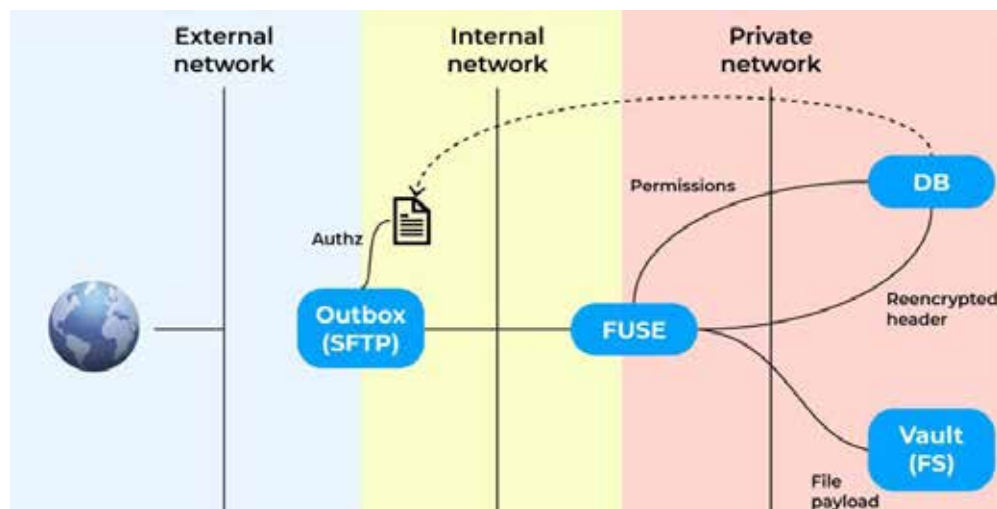 External
network
Internal
network
Private
network
Permissions
DB
Authz
Outbox
(SFTP)
FUSE
Reencrypted
header
Vault
(FS)
File
payload